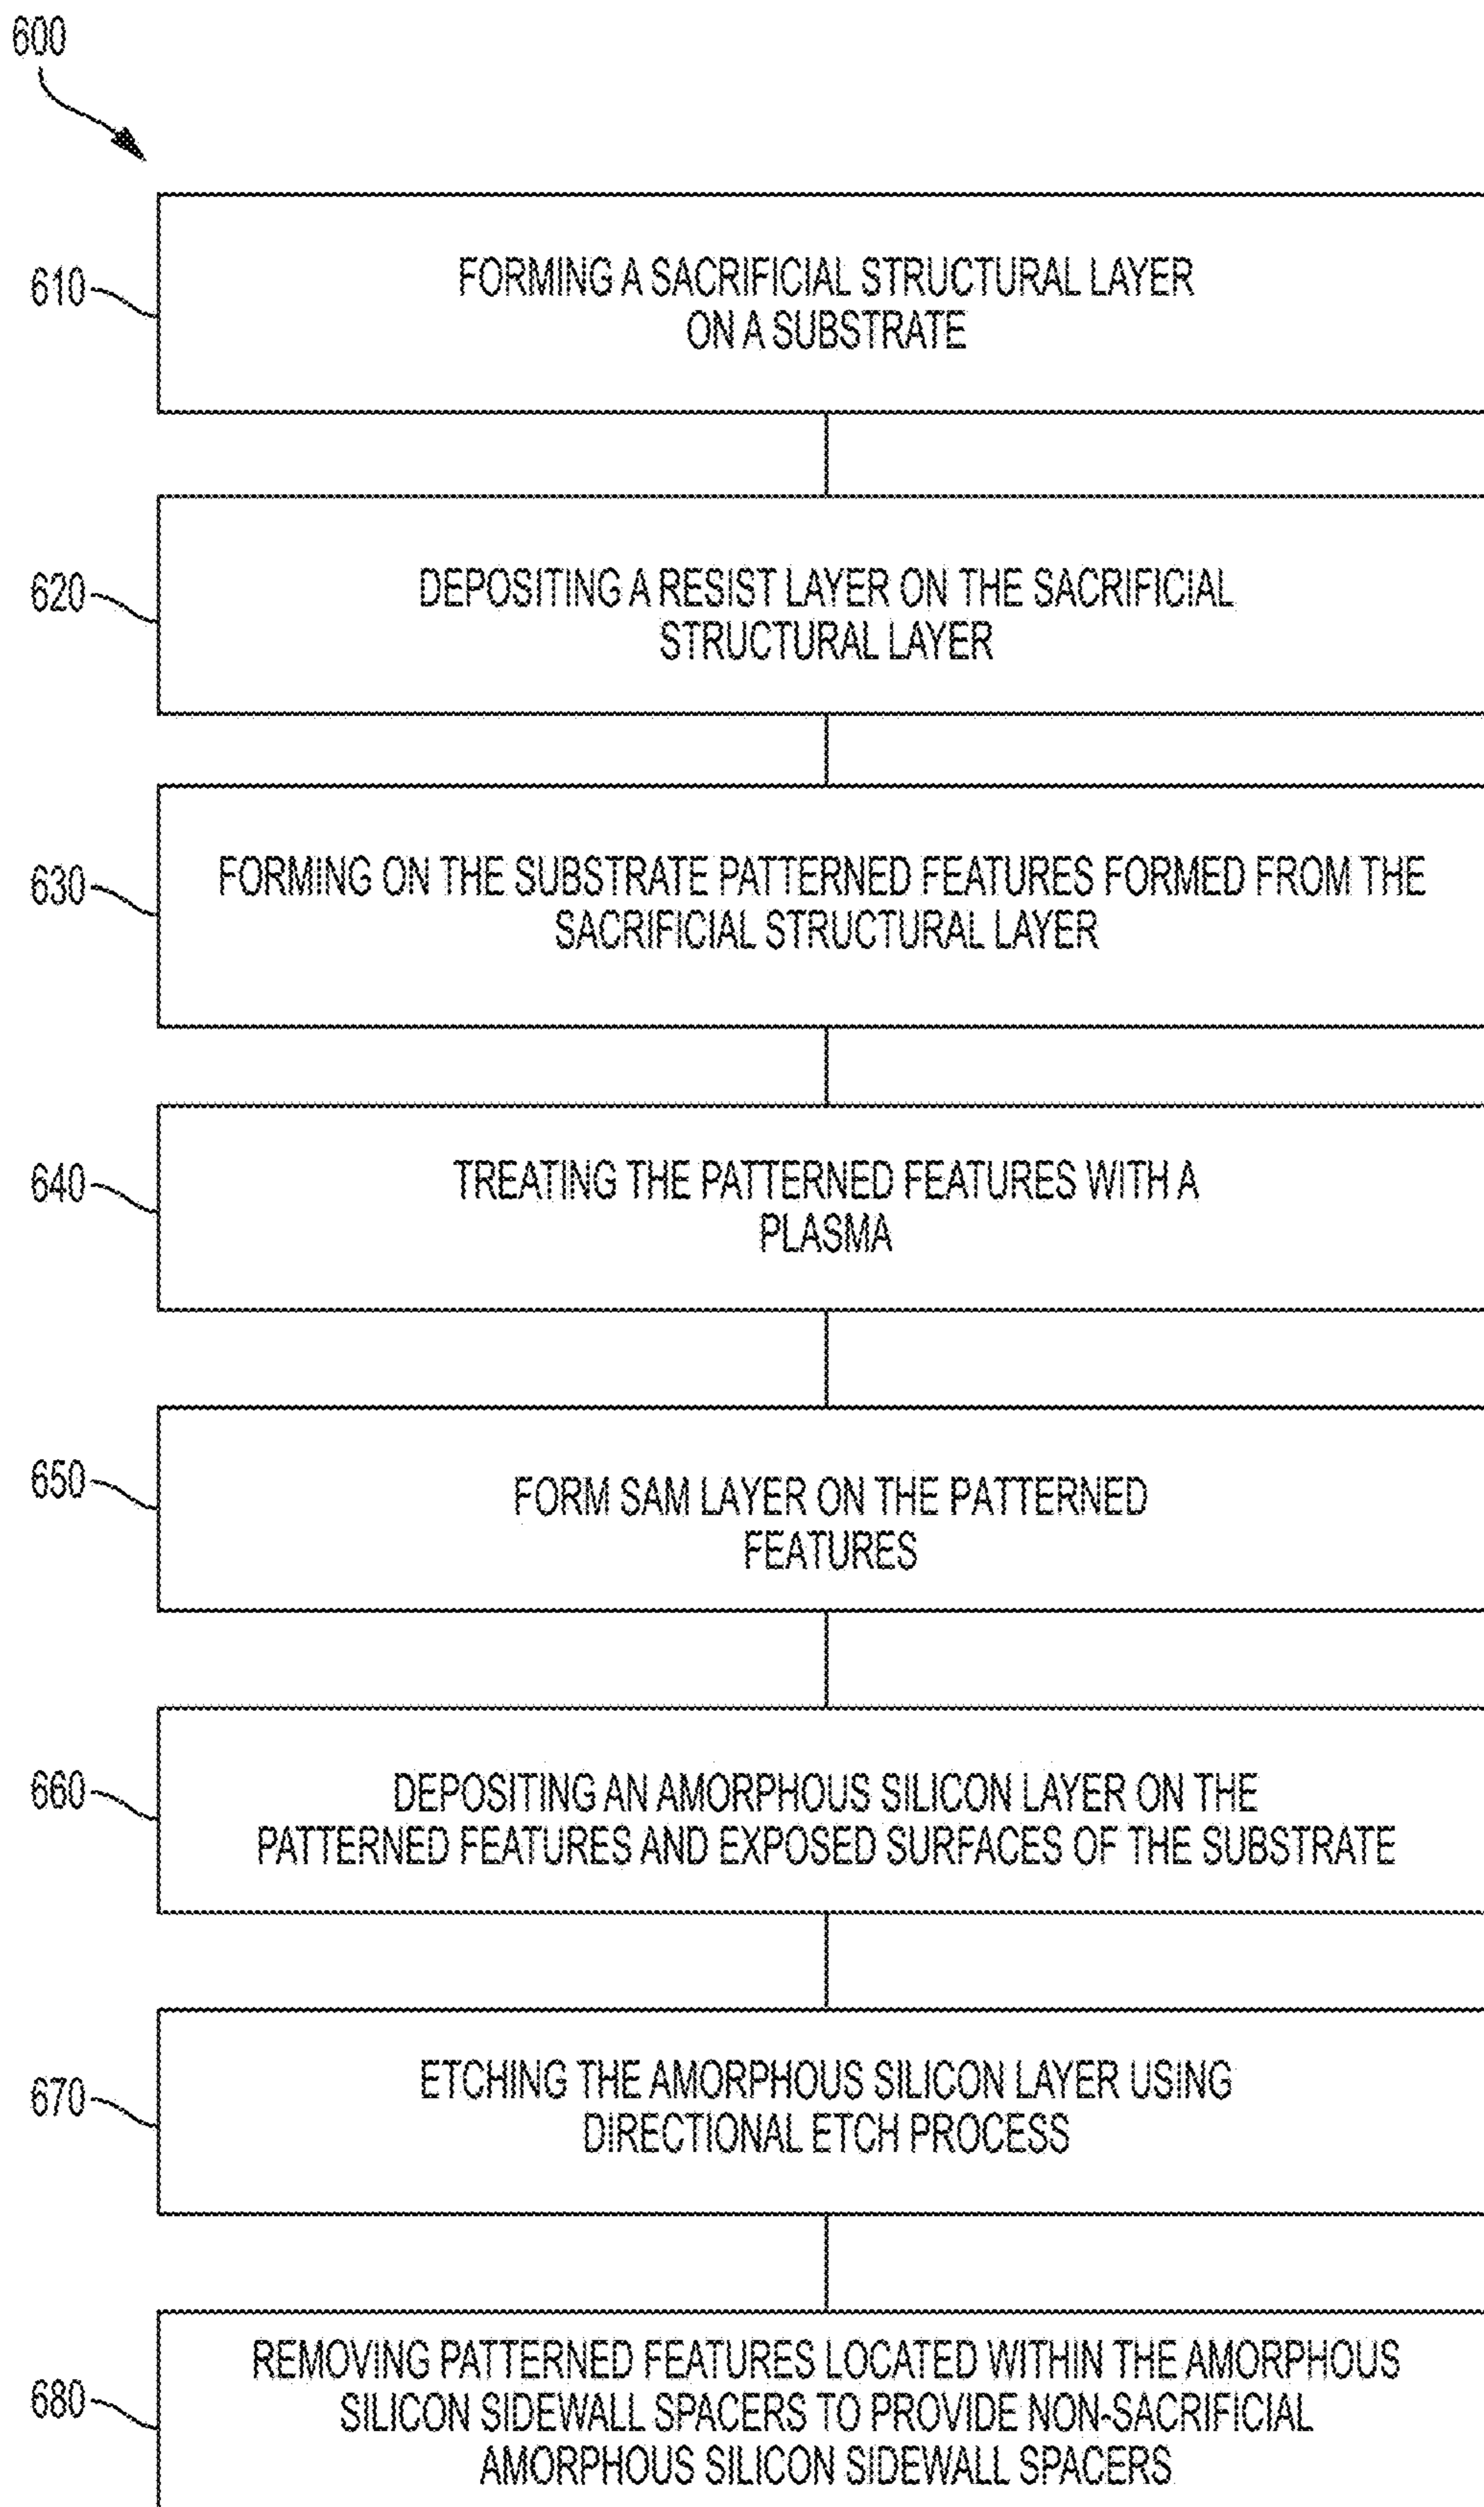 600
610
FORMING A SACRIFICIAL STRUCTURAL LAYER
ON A SUBSTRATE
620
DEPOSITING A RESIST LAYER ON THE SACRIFICIAL
STRUCTURAL LAYER
630
FORMING ON THE SUBSTRATE PATTERNED FEATURES FORMED FROM THE
SACRIFICIAL STRUCTURAL LAYER
640
TREATING THE PATTERNED FEATURES WITH A
PLASMA
650
FORM SAM LAYER ON THE PATTERNED
FEATURES
660
DEPOSITING AN AMORPHOUS SILICON LAYER ON THE
PATTERNED FEATURES AND EXPOSED SURFACES OF THE SUBSTRATE
670
ETCHING THE AMORPHOUS SILICON LAYER USING
DIRECTIONAL ETCH PROCESS
680
REMOVING PATTERNED FEATURES LOCATED WITHIN THE AMORPHOUS
SILICON SIDEWALL SPACERS TO PROVIDE NON-SACRIFICIAL
AMORPHOUS SILICON SIDEWALL SPACERS